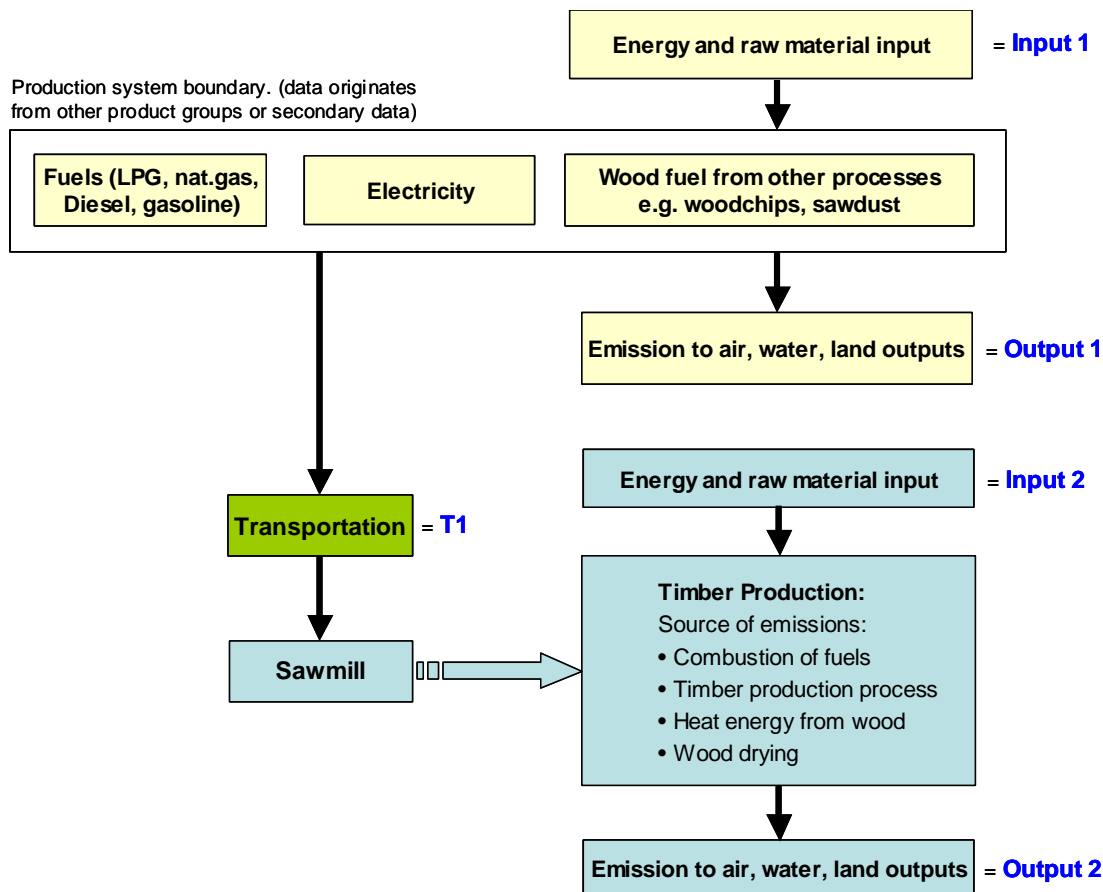 Energy and raw material input = Input 1
Production system boundary. (data originates
from other product groups or secondary data)
Fuels (LPG, nat.gas,
Diesel, gasoline)
Electricity
Wood fuel from other processes
e.g. woodchips, sawdust
Emission to air, water, land outputs = Output 1
Energy and raw material input = Input 2
Transportation = T1
Timber Production:
Source of emissions:
• Combustion of fuels
• Timber production process
• Heat energy from wood
• Wood drying
Sawmill
Emission to air, water, land outputs = Output 2